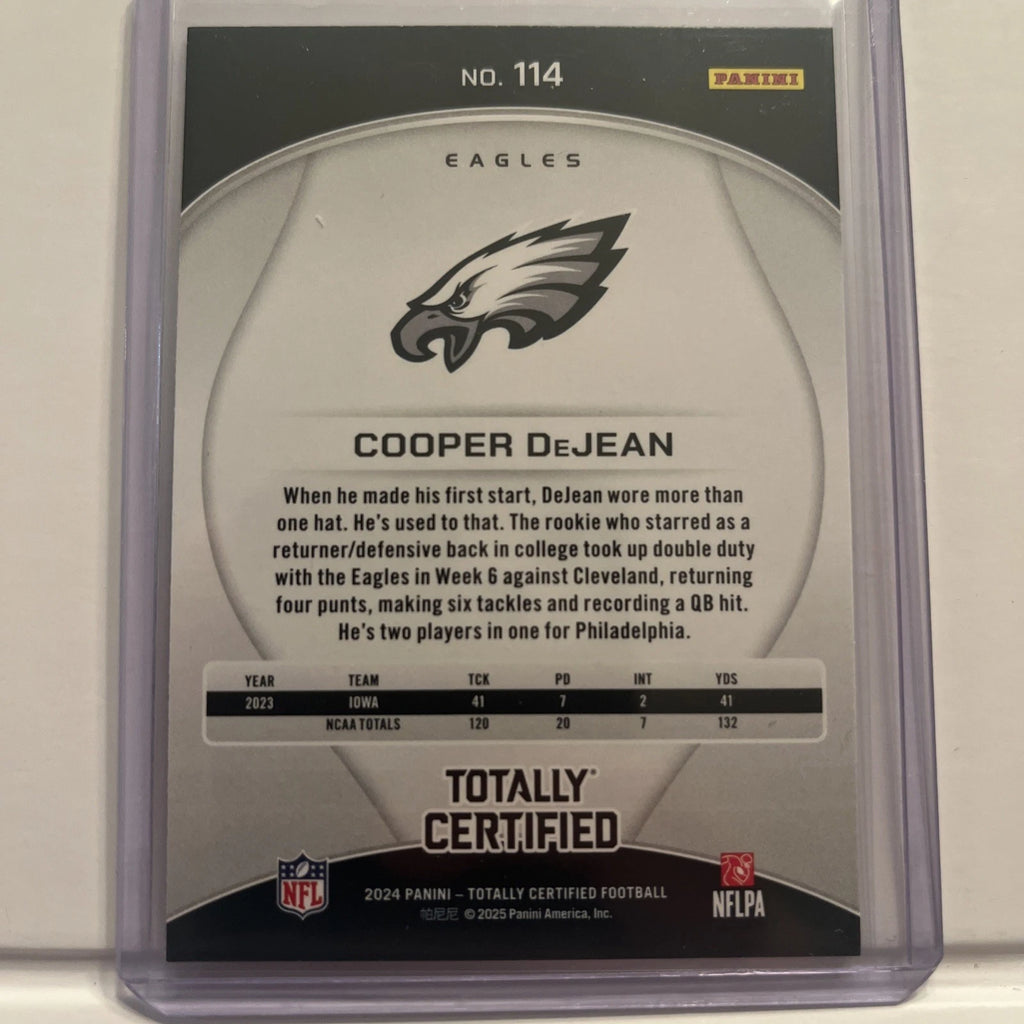 NO. 114
PANINI
EAGLES
COOPER DeJEAN
When he made his first start, DeJean wore more than
one hat. He's used to that. The rookie who starred as a
returner/defensive back in college took up double duty
with the Eagles in Week 6 against Cleveland, returning
four punts, making six tackles and recording a QB hit.
He's two players in one for Philadelphia.
YEAR TEAM TCK PD INT YDS
2023 IOWA 41 7 2 41
NCAA TOTALS 120 20 7 132
TOTALLY
CERTIFIED
NFL
2024 PANINI – TOTALLY CERTIFIED FOOTBALL
帕尼尼 © 2025 Panini America, Inc.
NFLPA